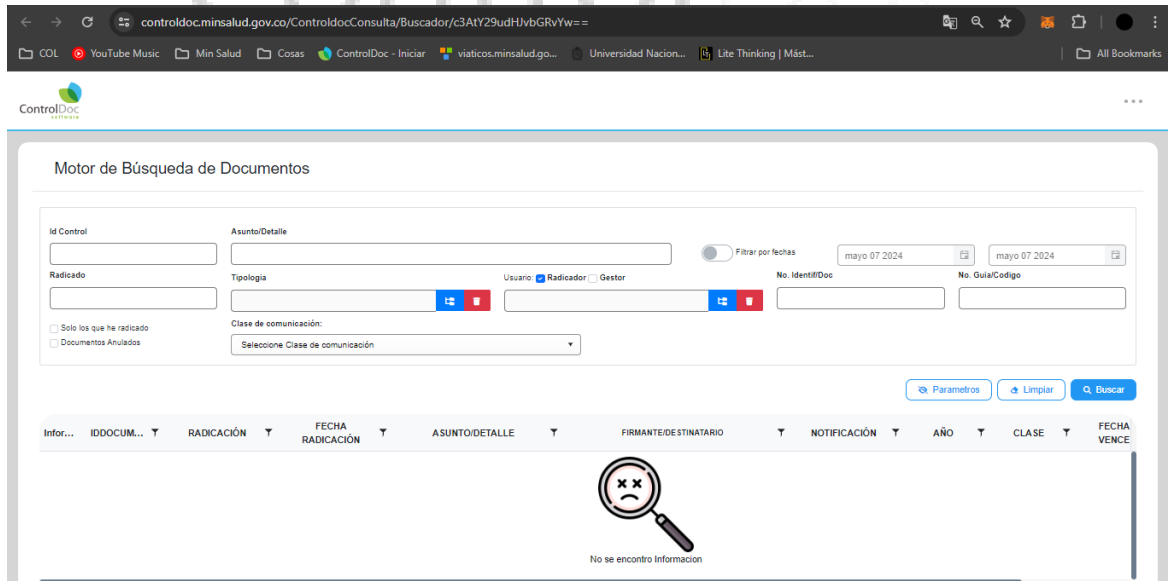 controldoc.minsalud.gov.co/ControldocConsulta/Buscador/c3AtY29udHJvbGRvYw==
COL YouTube Music Min Salud Cosas ControlDoc - Iniciar viaticos.minsalud.go... Universidad Nacion... Lite Thinking | Mást... All Bookmarks
ControlDoc
software
Motor de Búsqueda de Documentos
Id Control Asunto/Detalle
Filtrar por fechas mayo 07 2024 mayo 07 2024
Radicado Tipologia Usuario: Radicador Gestor No. Identif/Doc No. Guia/Codigo
Solo los que he radicado Clase de comunicación:
Documentos Anulados Seleccione Clase de comunicación
Parametros Limpiar Buscar
Infor... IDDOCUM... RADICACIÓN FECHA RADICACIÓN ASUNTO/DETALLE FIRMANTE/DESTINATARIO NOTIFICACIÓN AÑO CLASE FECHA VENCE
No se encontro Informacion